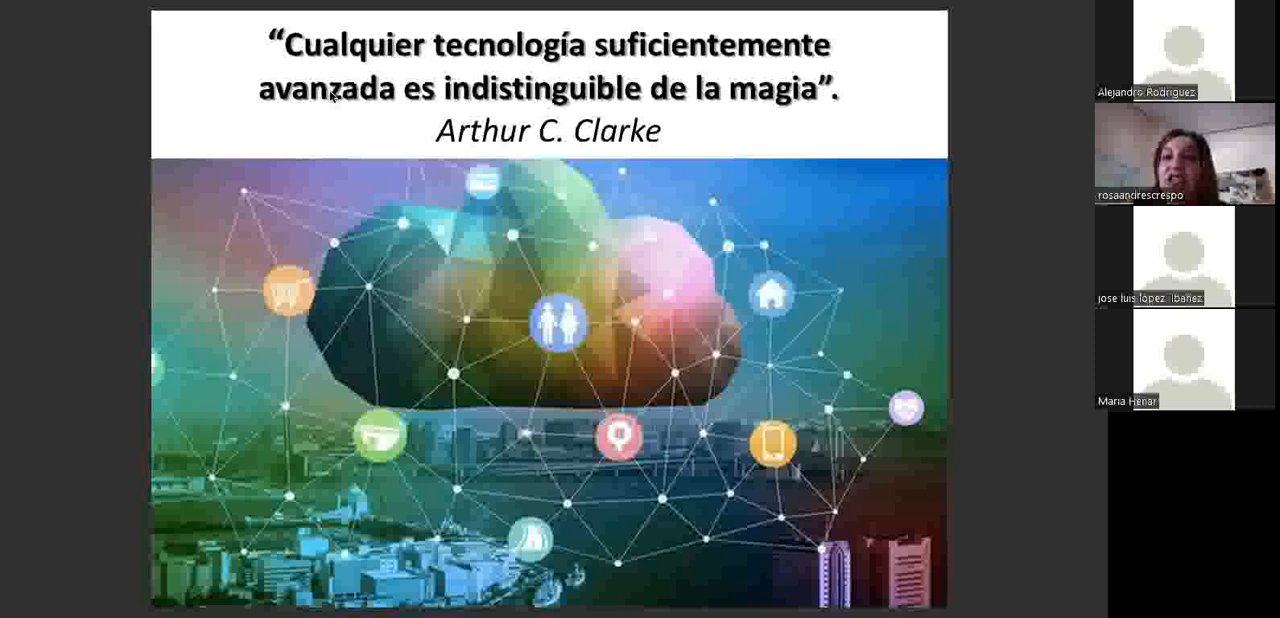 “Cualquier tecnología suficientemente
avanzada es indistinguible de la magia”.
Arthur C. Clarke
Alejandro Rodriguez
rosaandrescrespo
jose luis lopez ibañez
Maria Henar